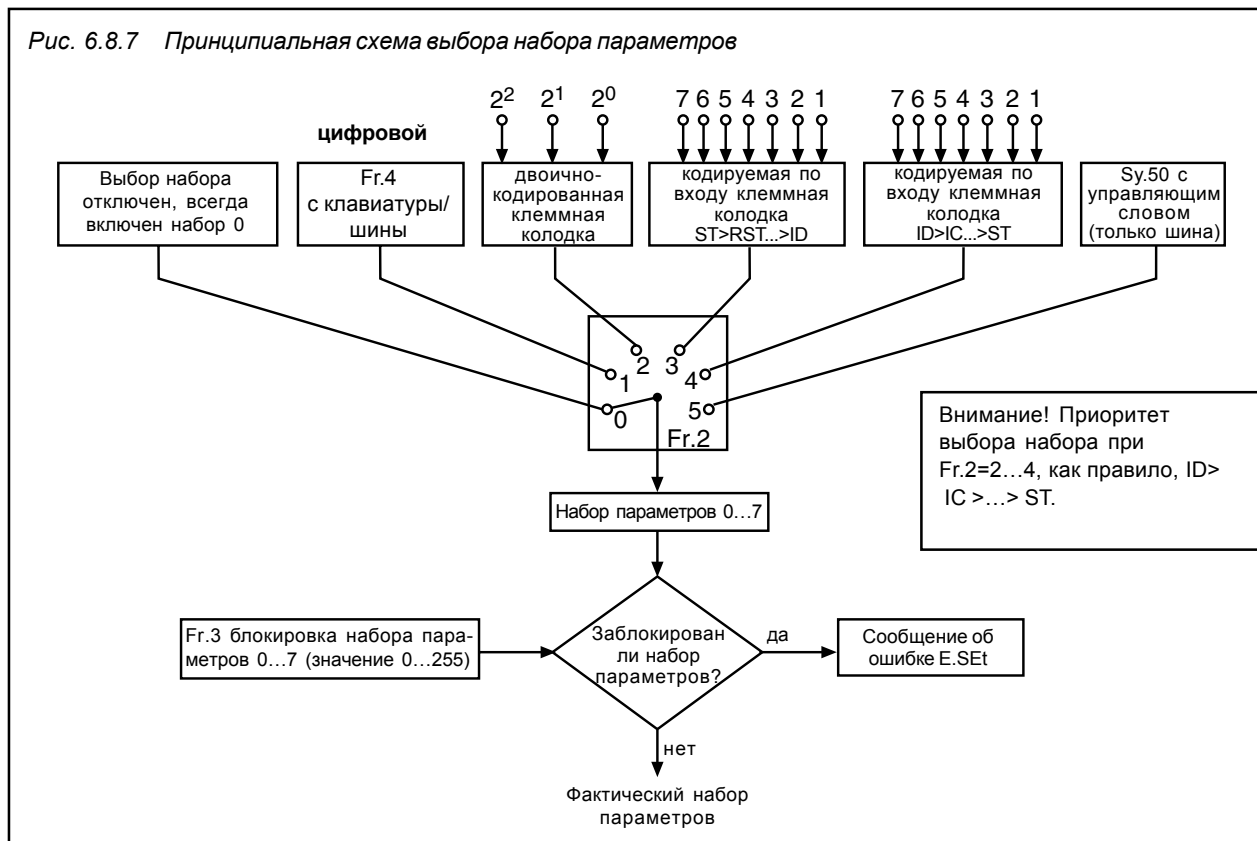 Рис. 6.8.7 Принципиальная схема выбора набора параметров
2² 2¹ 2⁰
7 6 5 4 3 2 1
7 6 5 4 3 2 1
цифровой
Выбор набора
отключен, всегда
включен набор 0
Fr.4
с клавиатуры/
шины
двоично-
кодированная
клеммная
колодка
кодируемая по
входу клеммная
колодка
ST>RST...>ID
кодируемая по
входу клеммная
колодка
ID>IC...>ST
Sy.50 с
управляющим
словом
(только шина)
2 3
1 4
0 5
Fr.2
Внимание! Приоритет
выбора набора при
Fr.2=2...4, как правило, ID>
IC >...> ST.
Набор параметров 0...7
Fr.3 блокировка набора пара-
метров 0...7 (значение 0...255)
Заблокирован
ли набор
параметров?
да
Сообщение об
ошибке E.SEt
нет
Фактический набор
параметров